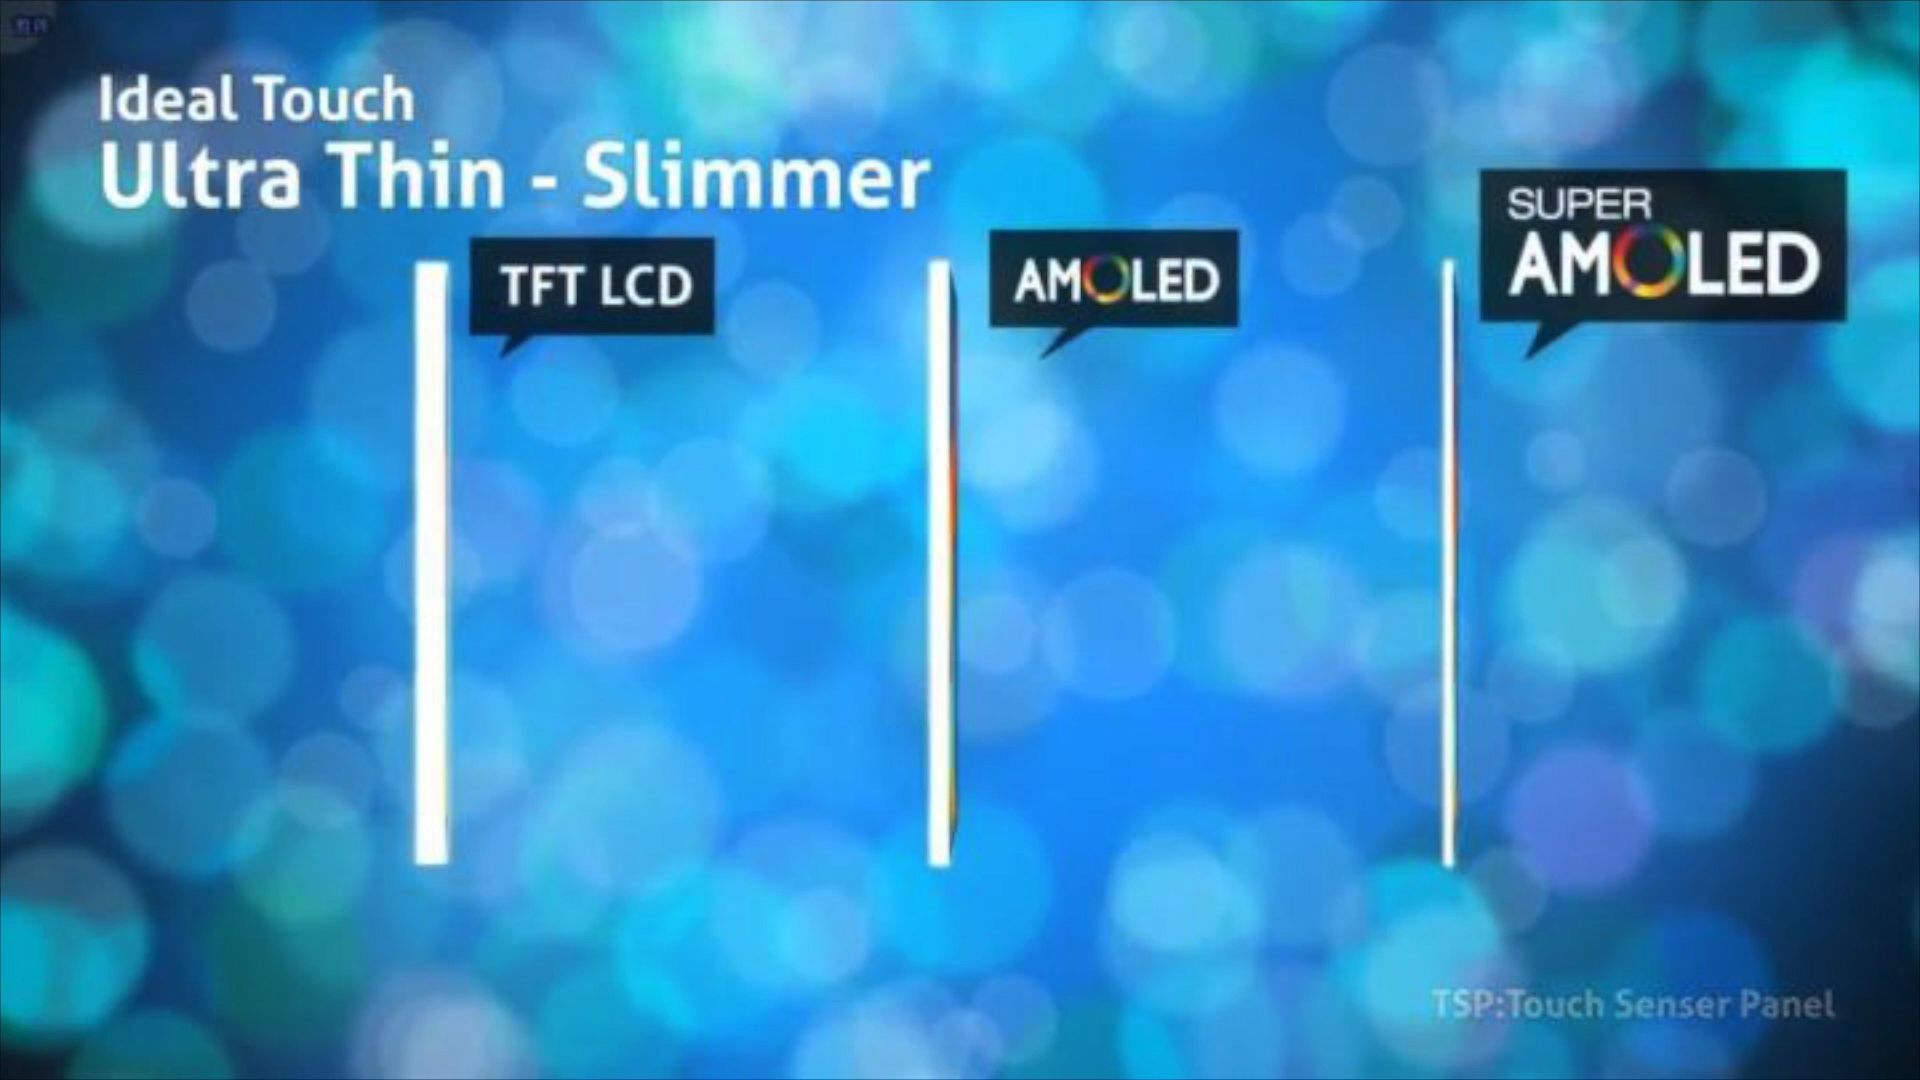 Ideal Touch
Ultra Thin - Slimmer
TFT LCD
AMOLED
SUPER
AMOLED
TSP:Touch Senser Panel